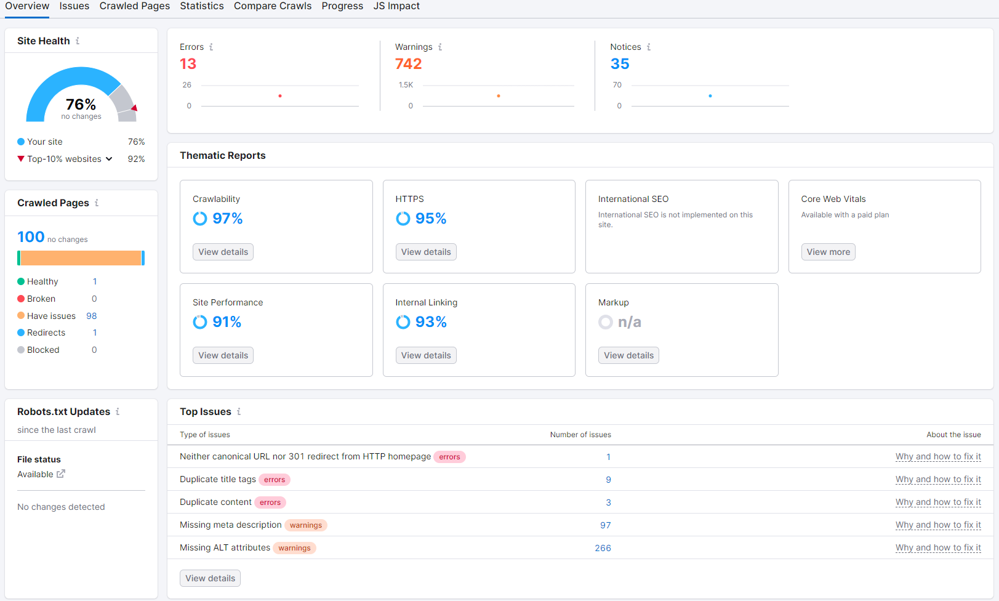 Overview Issues Crawled Pages Statistics Compare Crawls Progress JS Impact
Site Health i
76%
no changes
Your site 76%
Top-10% websites 92%
Errors i
13
26
0
Warnings i
742
1.5K
0
Notices i
35
70
0
Crawled Pages i
100 no changes
Healthy 1
Broken 0
Have issues 98
Redirects 1
Blocked 0
Thematic Reports
Crawlability
97%
View details
HTTPS
95%
View details
International SEO
International SEO is not implemented on this
site.
Core Web Vitals
Available with a paid plan
View more
Site Performance
91%
View details
Internal Linking
93%
View details
Markup
n/a
View details
Robots.txt Updates i
since the last crawl
File status
Available
No changes detected
Top Issues i
Type of issues Number of issues About the issue
Neither canonical URL nor 301 redirect from HTTP homepage errors 1 Why and how to fix it
Duplicate title tags errors 9 Why and how to fix it
Duplicate content errors 3 Why and how to fix it
Missing meta description warnings 97 Why and how to fix it
Missing ALT attributes warnings 266 Why and how to fix it
View details